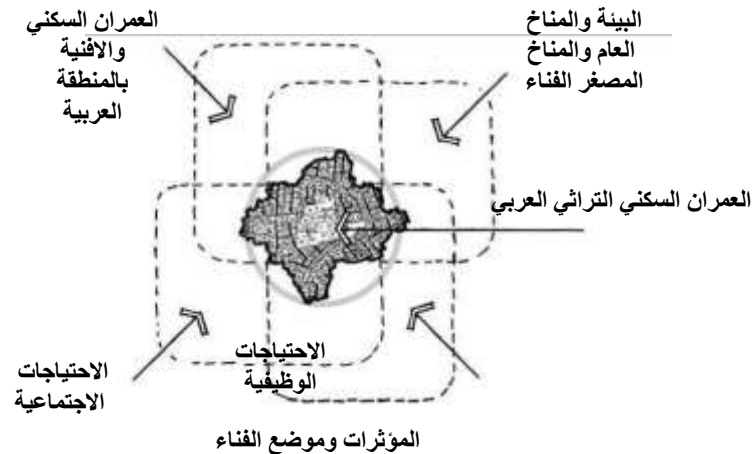 البيئة والمناخ
العام والمناخ
المصغر الفناء
العمران السكني
والافنية
بالمنطقة
العربية
العمران السكني التراثي العربي
الاحتياجات
الوظيفية
الاحتياجات
الاجتماعية
المؤثرات وموضع الفناء